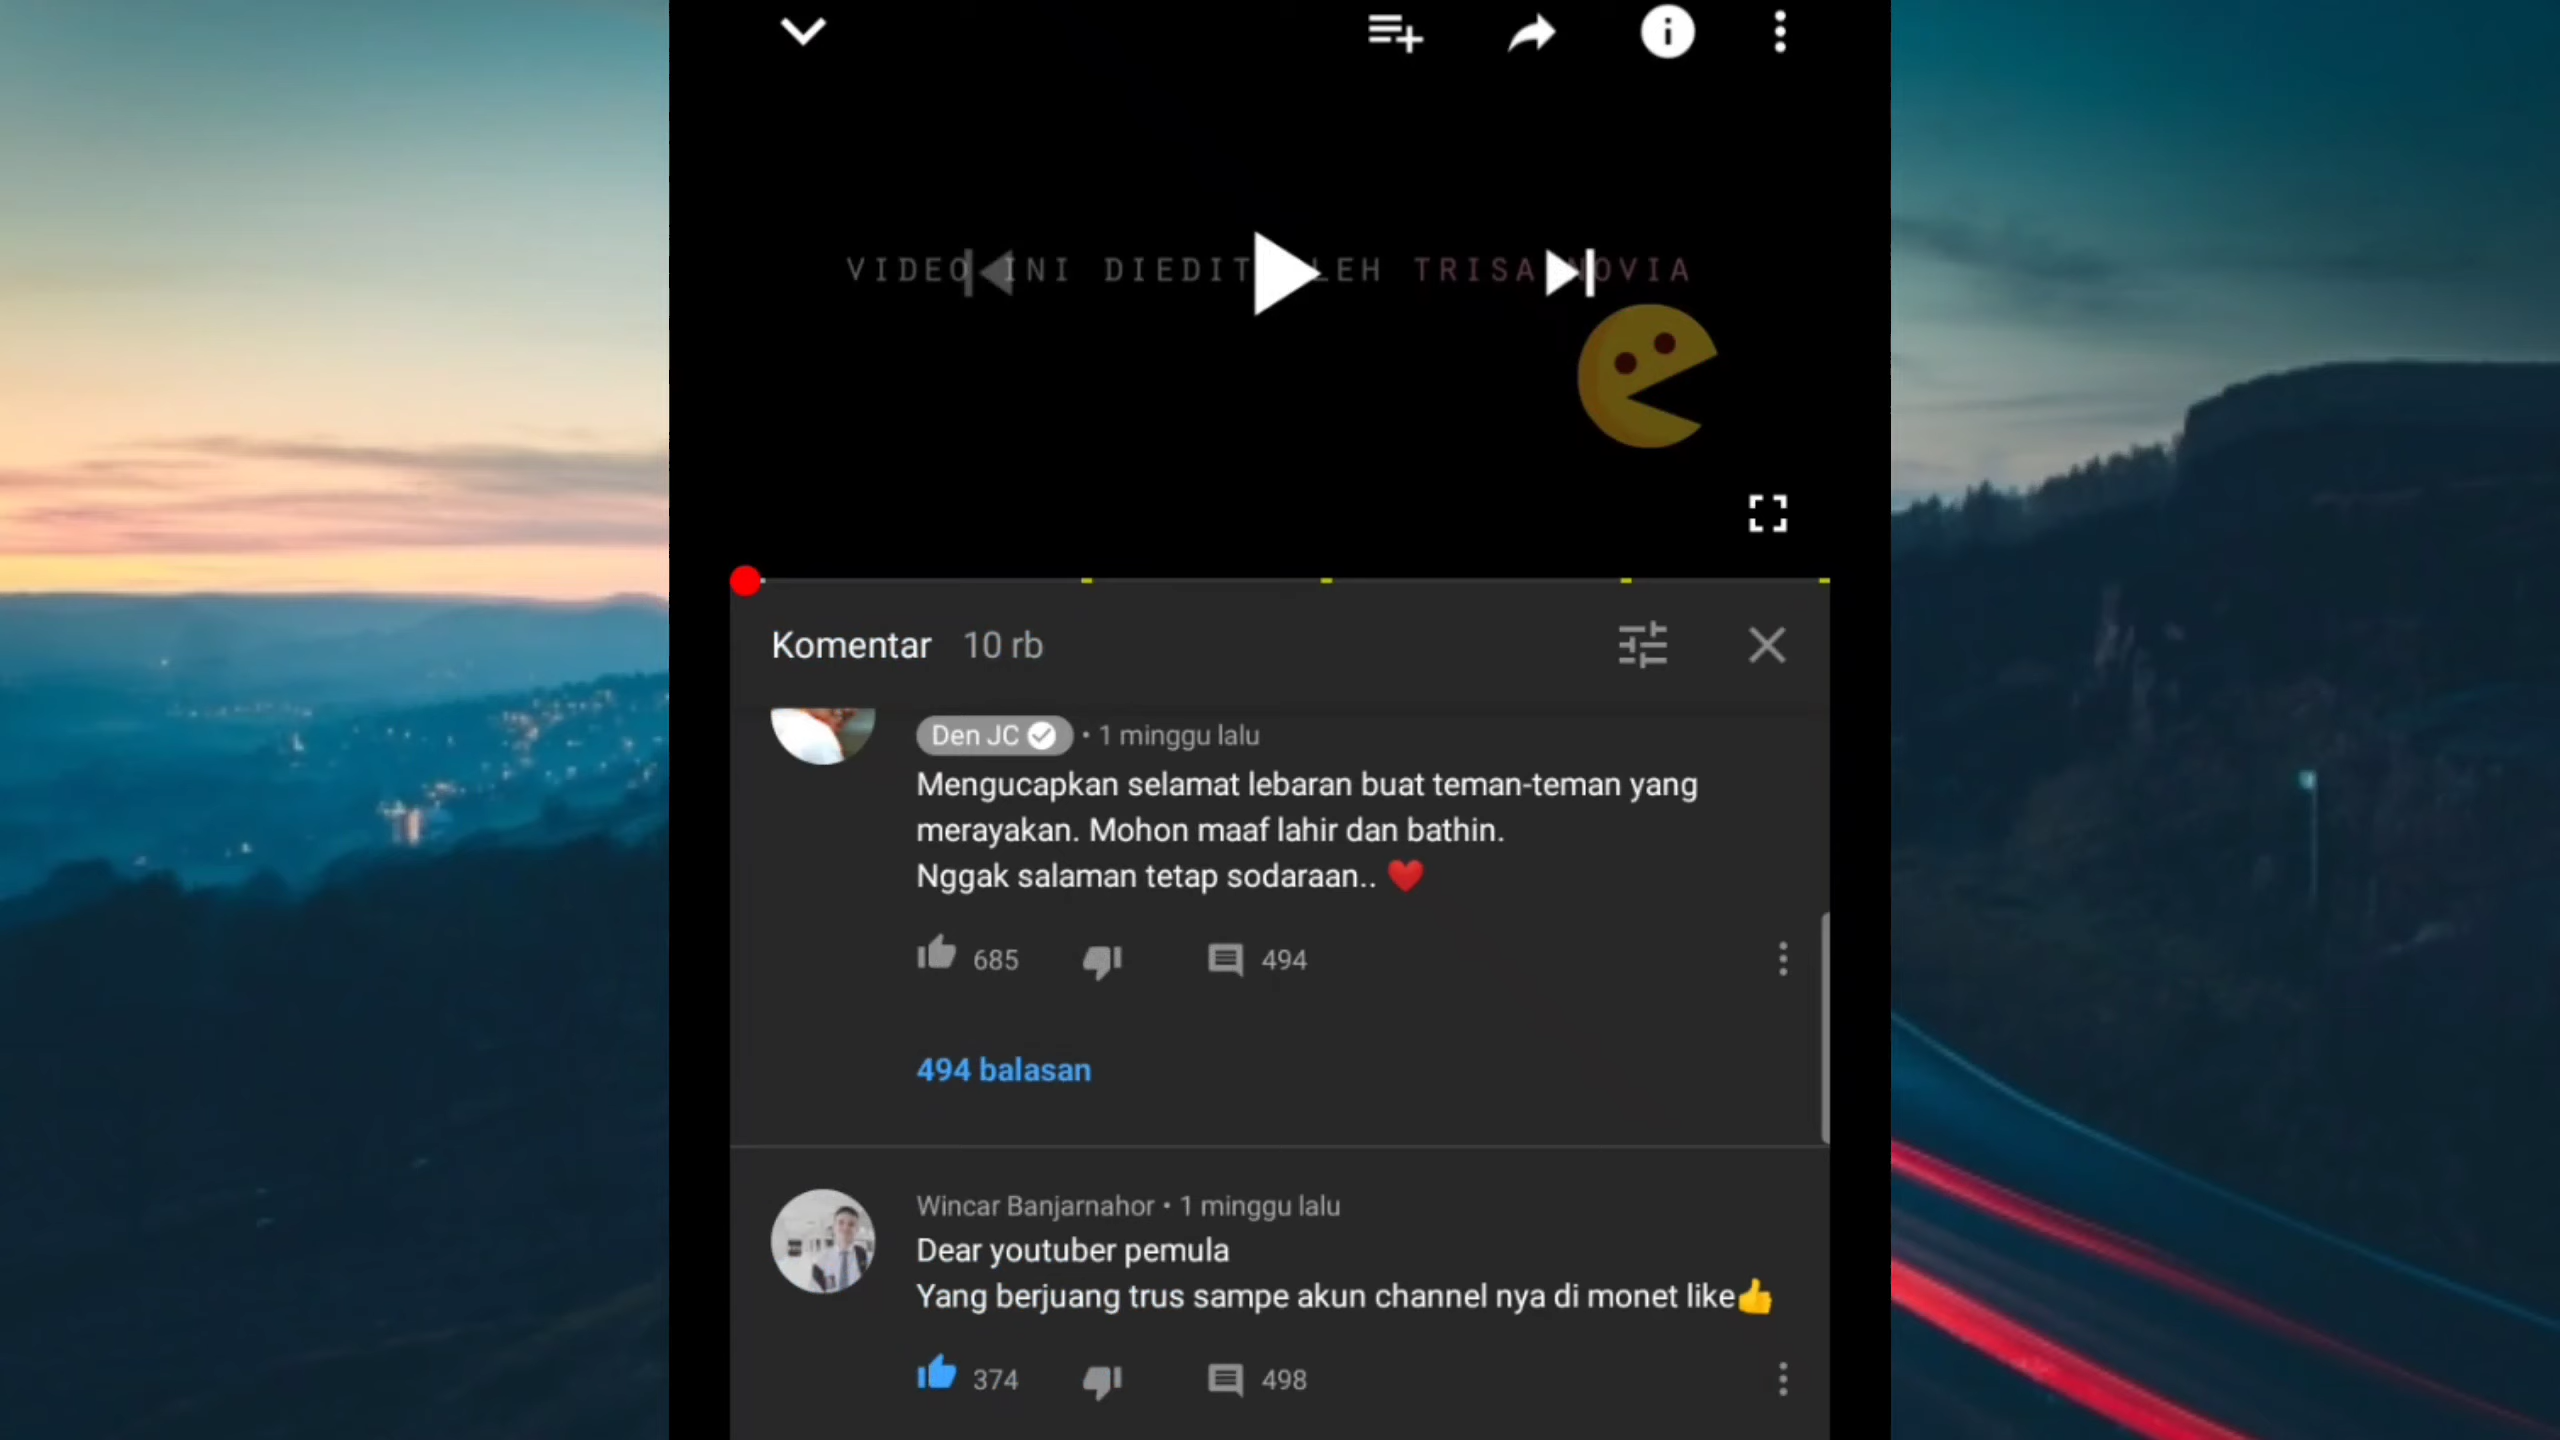 VIDEO INI DIEDIT OLEH TRISA NOVIA
Komentar 10 rb
Den JC • 1 minggu lalu
Mengucapkan selamat lebaran buat teman-teman yang
merayakan. Mohon maaf lahir dan bathin.
Nggak salaman tetap sodaraan.. ❤️
685 494
494 balasan
Wincar Banjarnahor • 1 minggu lalu
Dear youtuber pemula
Yang berjuang trus sampe akun channel nya di monet like👍
374 498